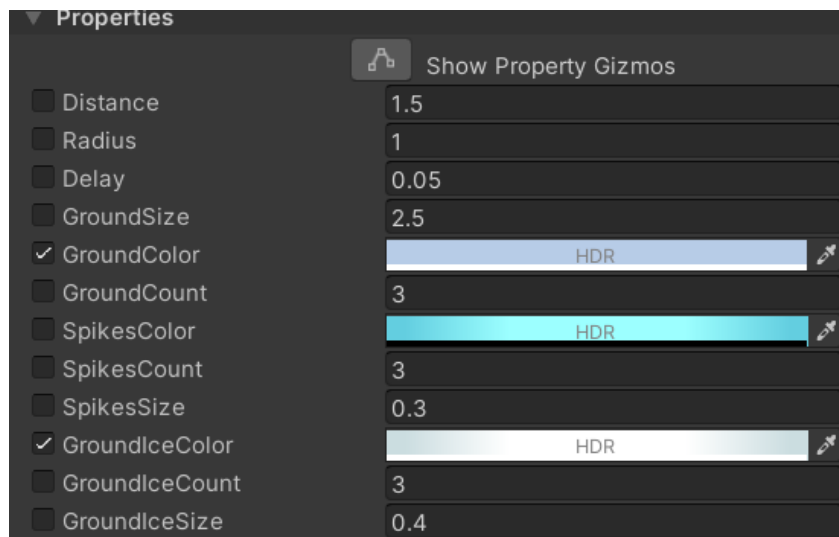 Properties
Show Property Gizmos
Distance 1.5
Radius 1
Delay 0.05
GroundSize 2.5
GroundColor HDR
GroundCount 3
SpikesColor HDR
SpikesCount 3
SpikesSize 0.3
GroundIceColor HDR
GroundIceCount 3
GroundIceSize 0.4